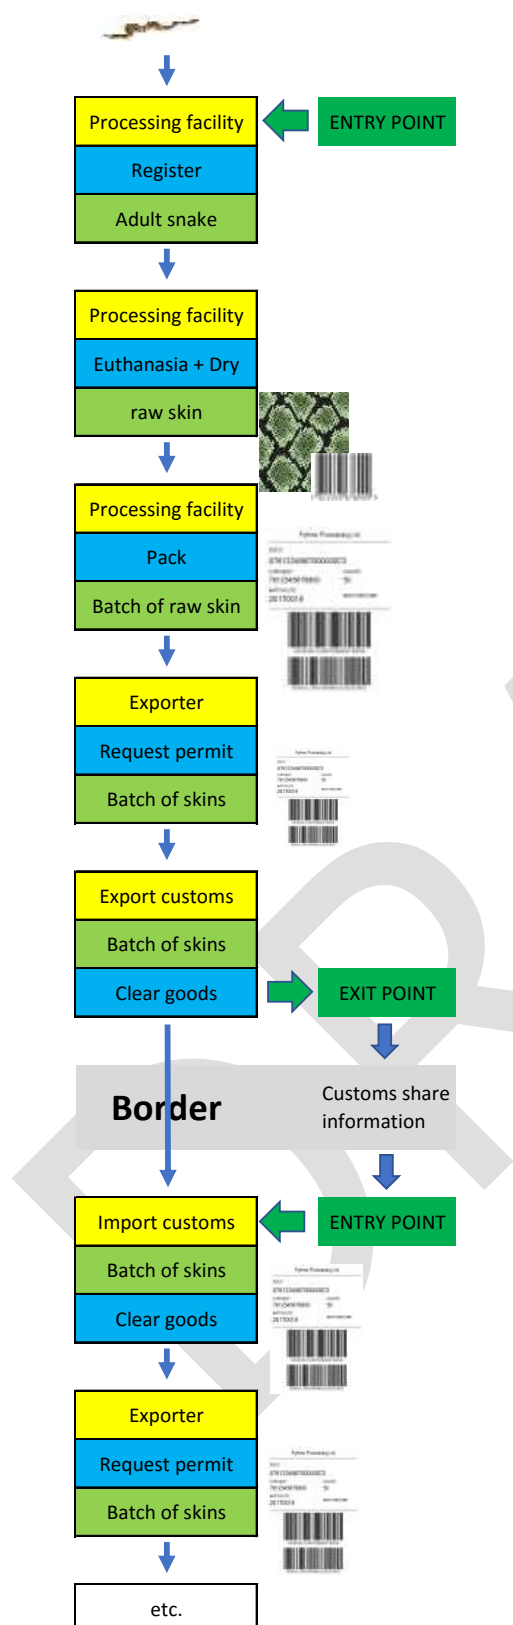 Processing facility
ENTRY POINT
Register
Adult snake
Processing facility
Euthanasia + Dry
raw skin
Processing facility
Pack
Batch of raw skin
Exporter
Request permit
Batch of skins
Export customs
Batch of skins
Clear goods
EXIT POINT
Border
Customs share
information
Import customs
ENTRY POINT
Batch of skins
Clear goods
Exporter
Request permit
Batch of skins
etc.